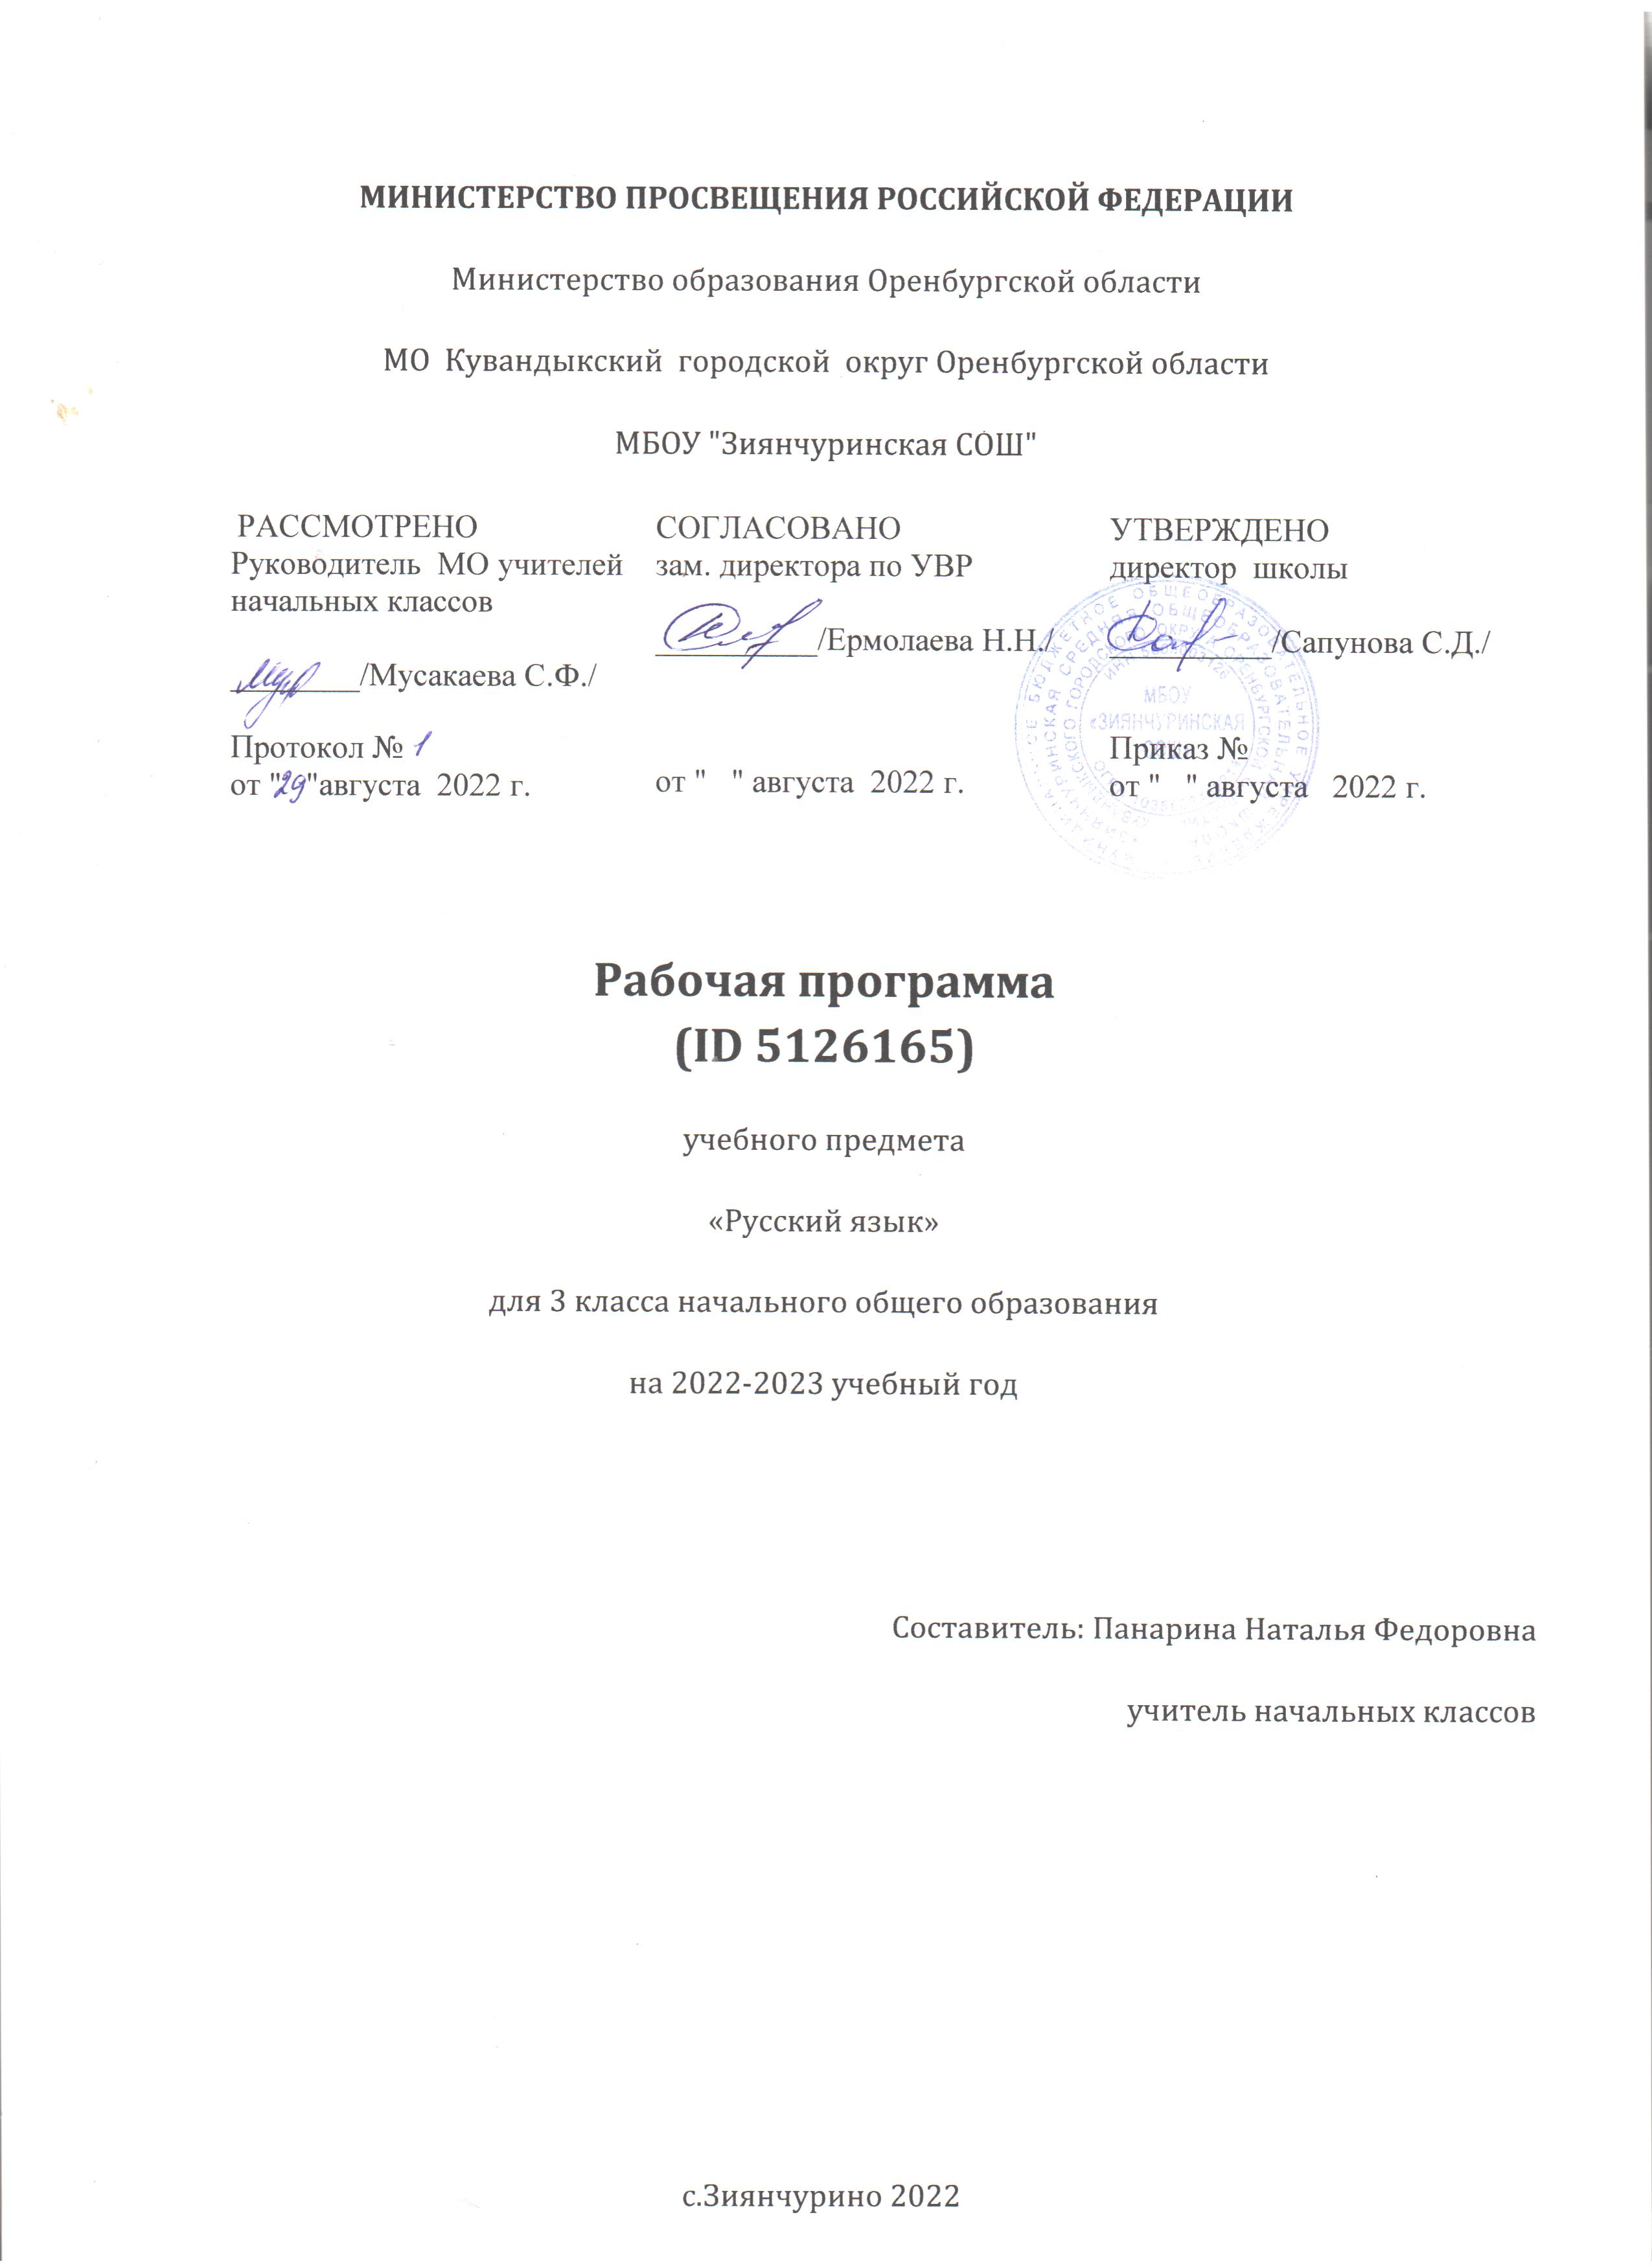 МИНИСТЕРСТВО ПРОСВЕЩЕНИЯ РОССИЙСКОЙ ФЕДЕРАЦИИ
Министерство образования Оренбургской области
МО Кувандыкский городской округ Оренбургской области
МБОУ "Зиянчуринская СОШ"
РАССМОТРЕНО
Руководитель МО учителей
начальных классов
/Мусакаева С.Ф./
Протокол № 1
от "29" августа 2022 г.
СОГЛАСОВАНО
зам. директора по УВР
/Ермолаева Н.Н./
от " " августа 2022 г.
УТВЕРЖДЕНО
директор школы
/Сапунова С.Д./
Приказ №
от " " августа 2022 г.
МБОУ
«ЗИЯНЧУРИНСКАЯ
Рабочая программа
(ID 5126165)
учебного предмета
«Русский язык»
для 3 класса начального общего образования
на 2022-2023 учебный год
Составитель: Панарина Наталья Федоровна
учитель начальных классов
с.Зиянчурино 2022